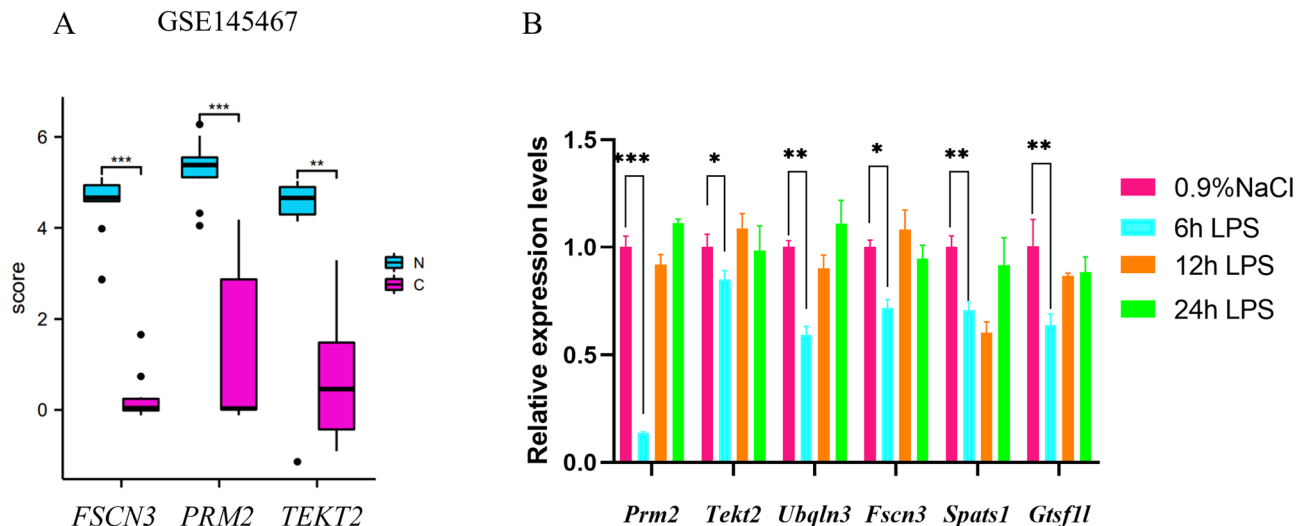 A GSE145467
score
6
4
2
0
***
***
**
N
C
FSCN3 PRM2 TEKT2
B
Relative expression levels
1.5
1.0
0.5
0.0
*** * ** * ** **
0.9%NaCl
6h LPS
12h LPS
24h LPS
Prm2 Tekt2 Ubqln3 Fscn3 Spats1 Gtsf1l